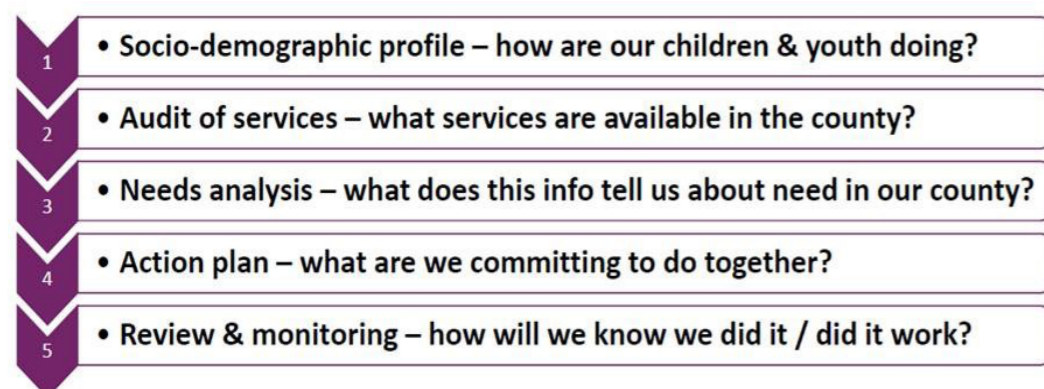 1 • Socio-demographic profile – how are our children & youth doing?
2 • Audit of services – what services are available in the county?
3 • Needs analysis – what does this info tell us about need in our county?
4 • Action plan – what are we committing to do together?
5 • Review & monitoring – how will we know we did it / did it work?